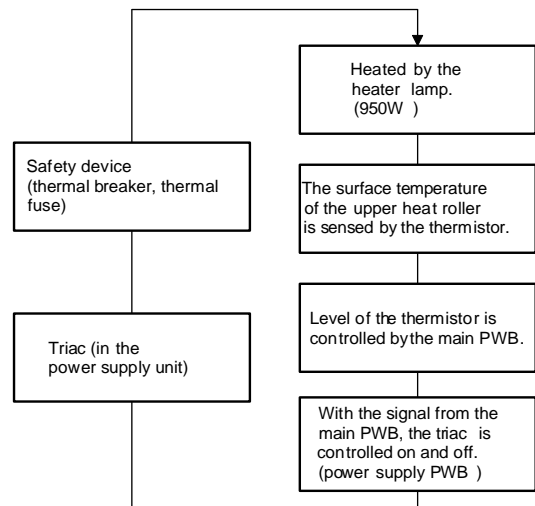 Heated by the
heater lamp.
(950W )
Safety device
(thermal breaker, thermal
fuse)
The surface temperature
of the upper heat roller
is sensed by the thermistor.
Level of the thermistor is
controlled by the main PWB.
Triac (in the
power supply unit)
With the signal from the
main PWB, the triac is
controlled on and off.
(power supply PWB )